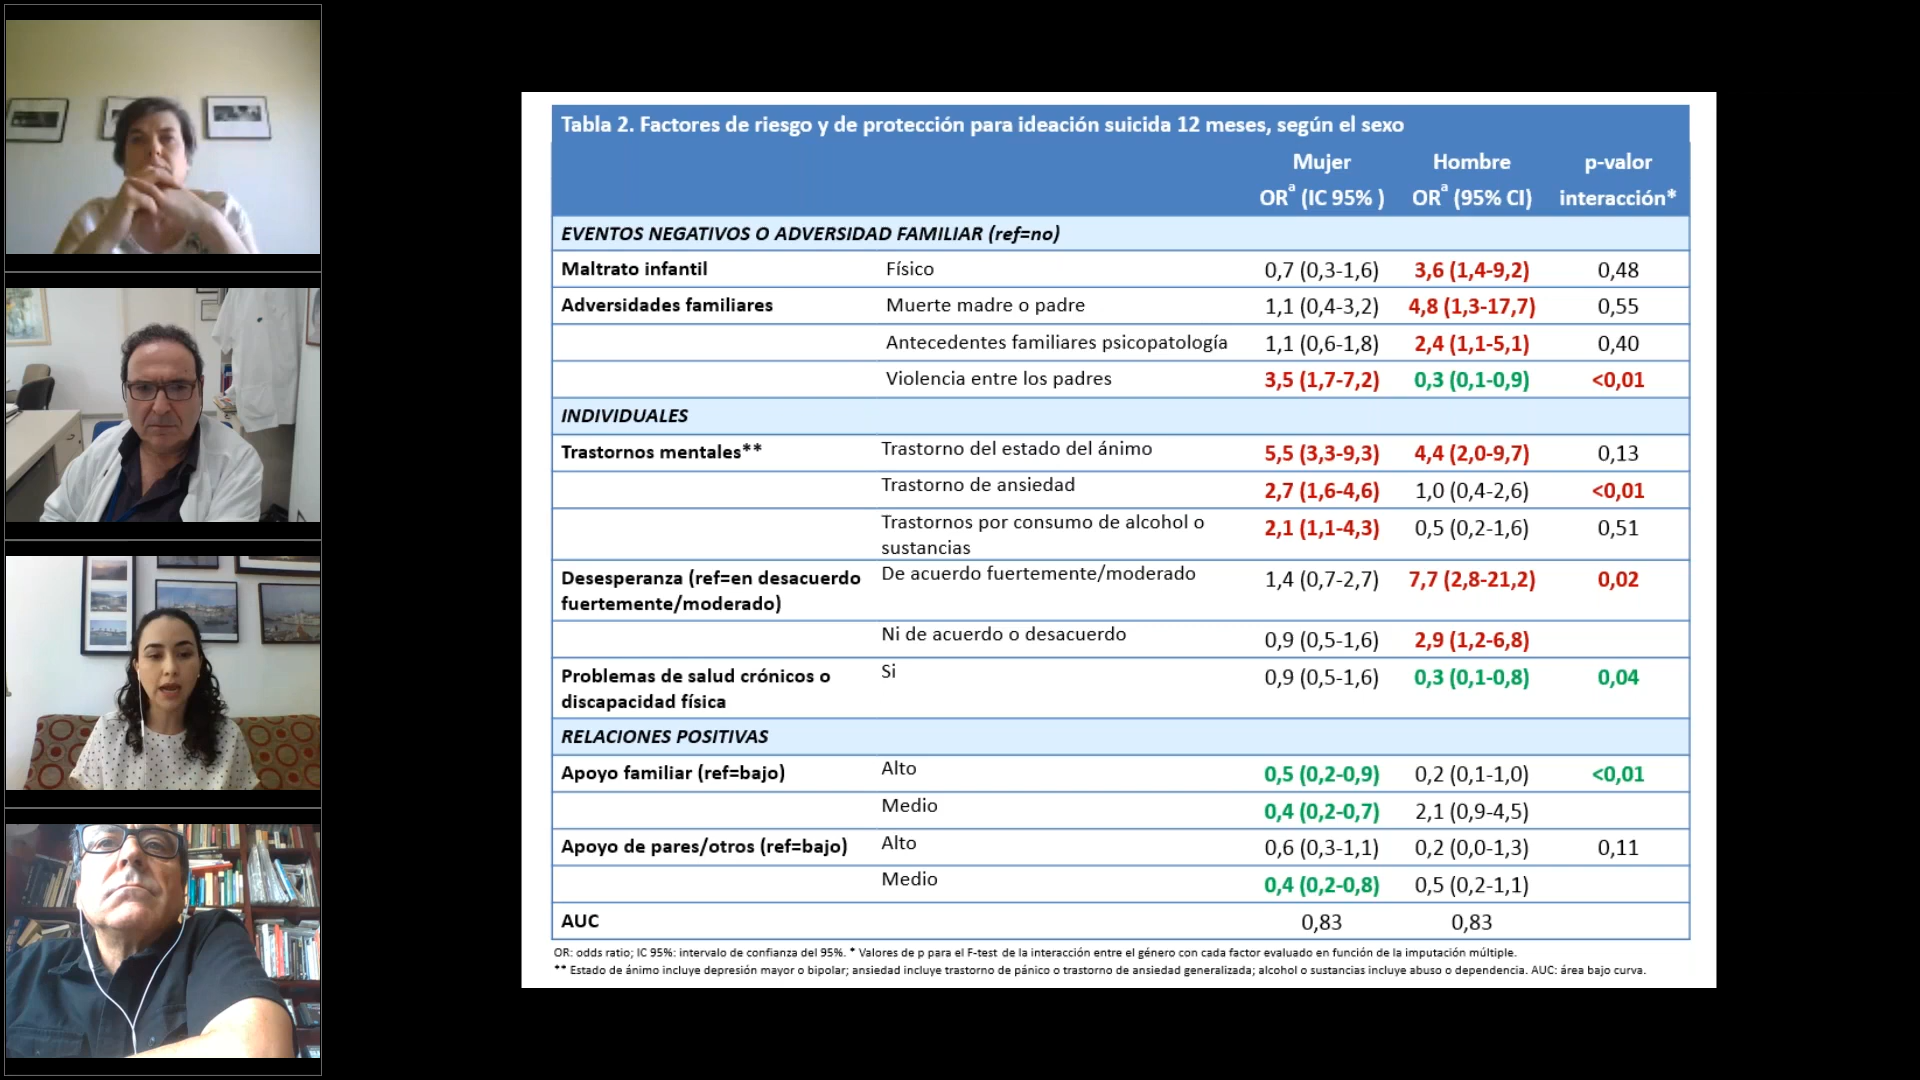 Tabla 2. Factores de riesgo y de protección para ideación suicida 12 meses, según el sexo
Mujer Hombre p-valor
ORª (IC 95% ) ORª (95% CI) interacción*
EVENTOS NEGATIVOS O ADVERSIDAD FAMILIAR (ref=no)
Maltrato infantil Físico 0,7 (0,3-1,6) 3,6 (1,4-9,2) 0,48
Adversidades familiares Muerte madre o padre 1,1 (0,4-3,2) 4,8 (1,3-17,7) 0,55
Antecedentes familiares psicopatología 1,1 (0,6-1,8) 2,4 (1,1-5,1) 0,40
Violencia entre los padres 3,5 (1,7-7,2) 0,3 (0,1-0,9) <0,01
INDIVIDUALES
Trastornos mentales** Trastorno del estado del ánimo 5,5 (3,3-9,3) 4,4 (2,0-9,7) 0,13
Trastorno de ansiedad 2,7 (1,6-4,6) 1,0 (0,4-2,6) <0,01
Trastornos por consumo de alcohol o 2,1 (1,1-4,3) 0,5 (0,2-1,6) 0,51
sustancias
Desesperanza (ref=en desacuerdo De acuerdo fuertemente/moderado 1,4 (0,7-2,7) 7,7 (2,8-21,2) 0,02
fuertemente/moderado)
Ni de acuerdo o desacuerdo 0,9 (0,5-1,6) 2,9 (1,2-6,8)
Problemas de salud crónicos o Si 0,9 (0,5-1,6) 0,3 (0,1-0,8) 0,04
discapacidad física
RELACIONES POSITIVAS
Apoyo familiar (ref=bajo) Alto 0,5 (0,2-0,9) 0,2 (0,1-1,0) <0,01
Medio 0,4 (0,2-0,7) 2,1 (0,9-4,5)
Apoyo de pares/otros (ref=bajo) Alto 0,6 (0,3-1,1) 0,2 (0,0-1,3) 0,11
Medio 0,4 (0,2-0,8) 0,5 (0,2-1,1)
AUC 0,83 0,83
OR: odds ratio; IC 95%: intervalo de confianza del 95%. * Valores de p para el F-test de la interacción entre el género con cada factor evaluado en función de la imputación múltiple.
** Estado de ánimo incluye depresión mayor o bipolar; ansiedad incluye trastorno de pánico o trastorno de ansiedad generalizada; alcohol o sustancias incluye abuso o dependencia. AUC: área bajo curva.